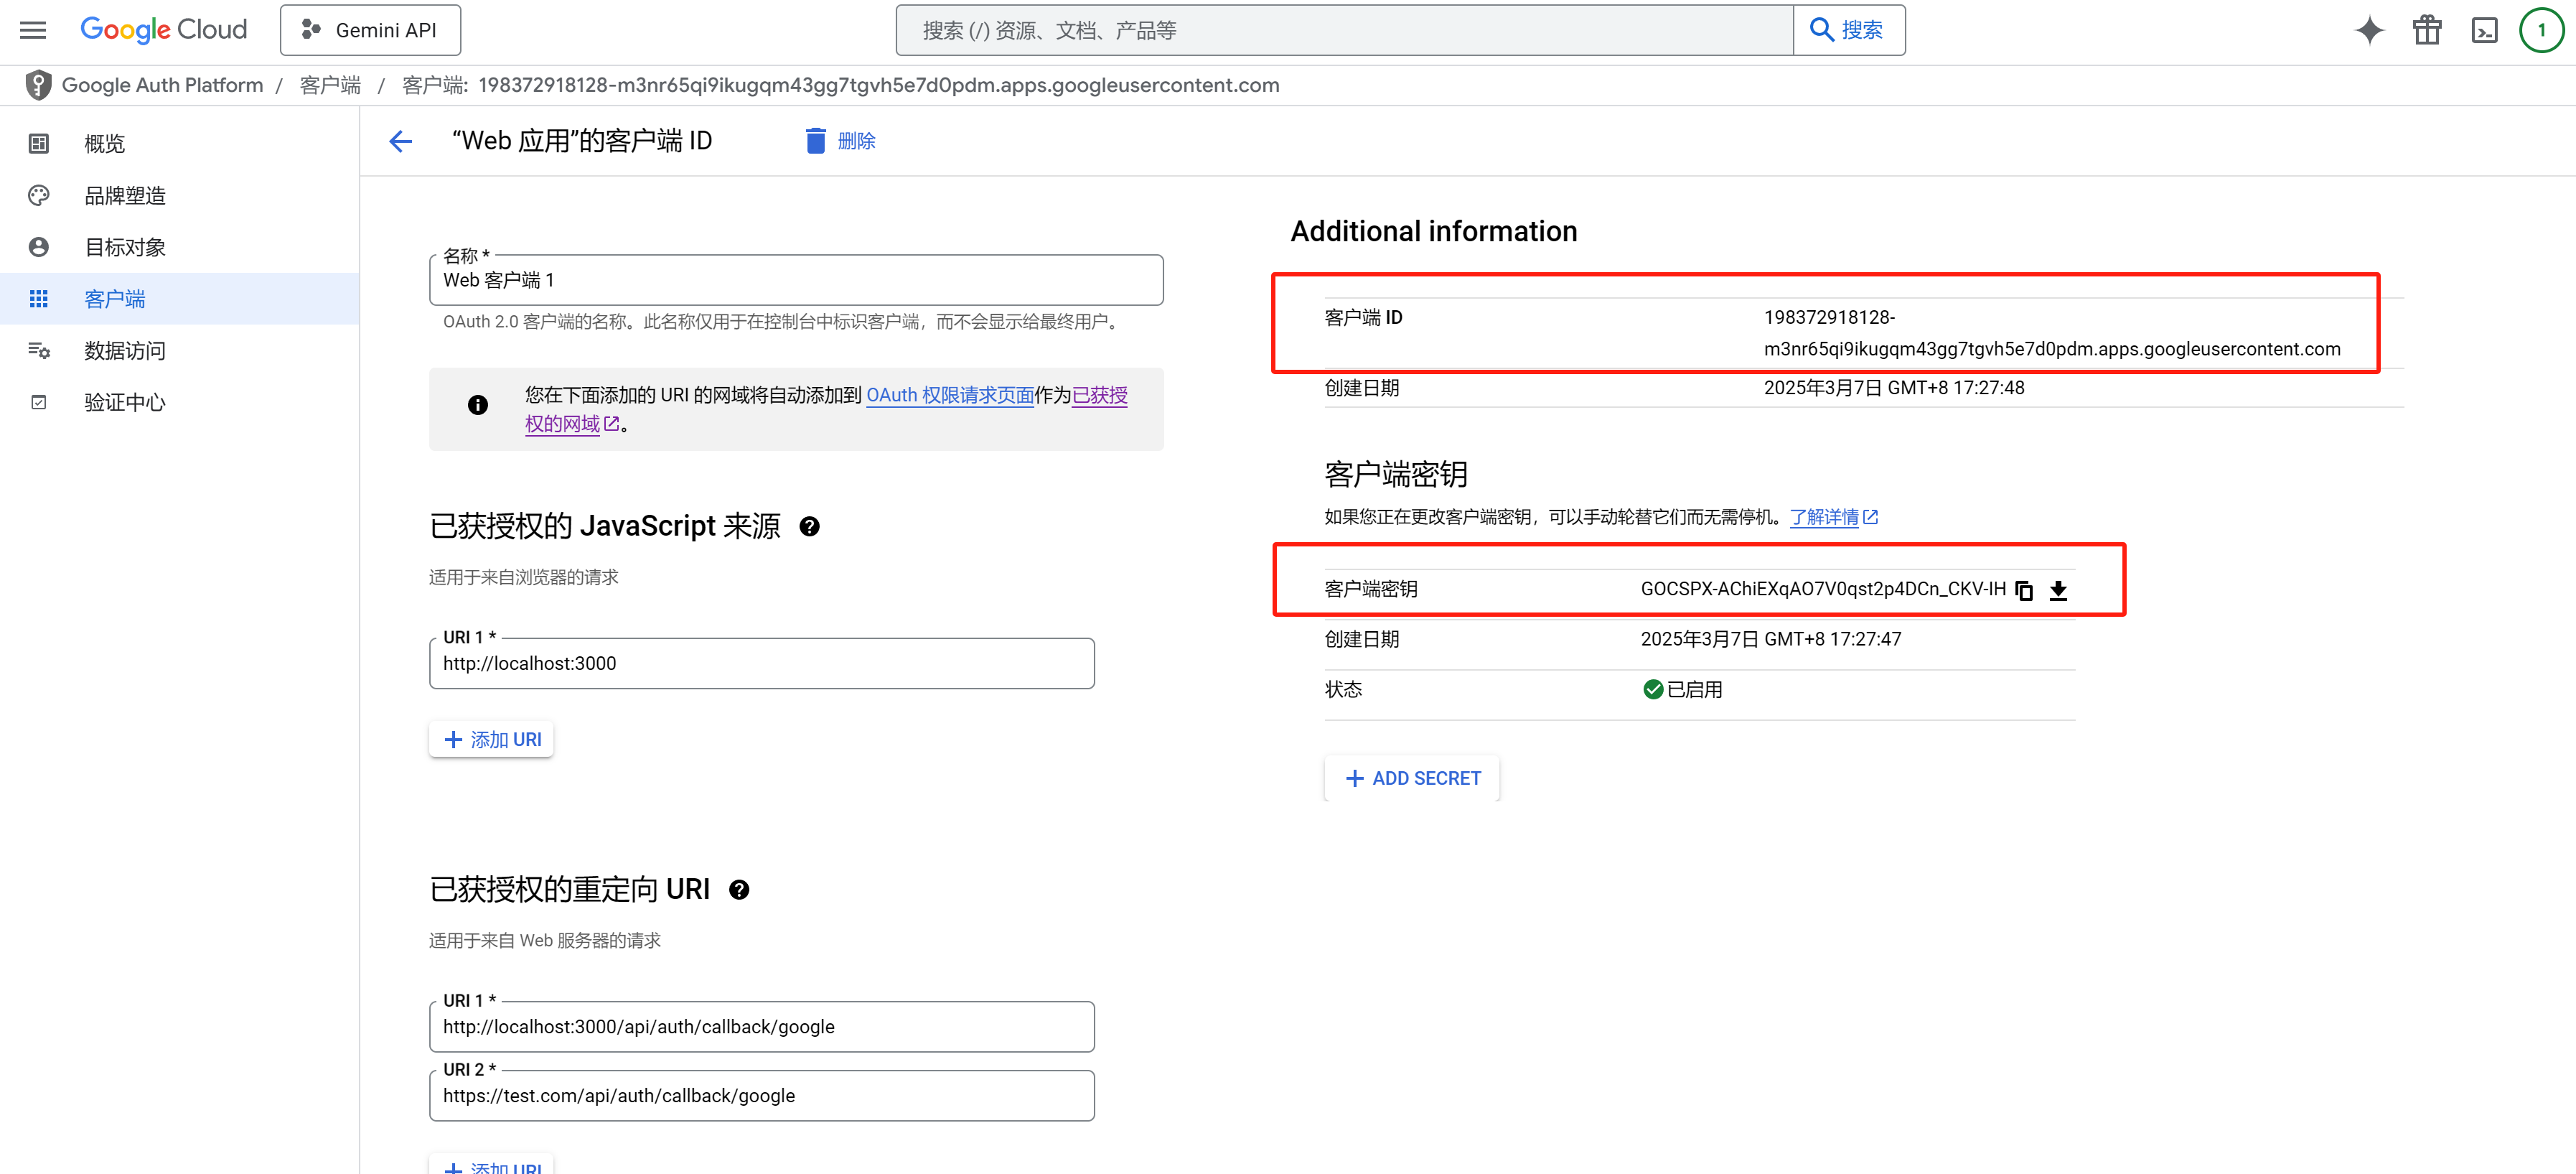 Google Cloud
Gemini API
搜索 (/) 资源、文档、产品等
搜索
1
Google Auth Platform / 客户端 / 客户端: 198372918128-m3nr65qi9ikugqm43gg7tgvh5e7d0pdm.apps.googleusercontent.com
概览
品牌塑造
目标对象
客户端
数据访问
验证中心
“Web 应用”的客户端 ID
删除
名称 *
Web 客户端 1
OAuth 2.0 客户端的名称。此名称仅用于在控制台中标识客户端，而不会显示给最终用户。
您在下面添加的 URI 的网域将自动添加到 OAuth 权限请求页面作为已获授
权的网域。
已获授权的 JavaScript 来源
适用于来自浏览器的请求
URI 1 *
http://localhost:3000
添加 URI
已获授权的重定向 URI
适用于来自 Web 服务器的请求
URI 1 *
http://localhost:3000/api/auth/callback/google
URI 2 *
https://test.com/api/auth/callback/google
添加 URI
Additional information
客户端 ID
198372918128-
m3nr65qi9ikugqm43gg7tgvh5e7d0pdm.apps.googleusercontent.com
创建日期
2025年3月7日 GMT+8 17:27:48
客户端密钥
如果您正在更改客户端密钥，可以手动轮替它们而无需停机。了解详情
客户端密钥
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
创建日期
2025年3月7日 GMT+8 17:27:47
状态
已启用
ADD SECRET